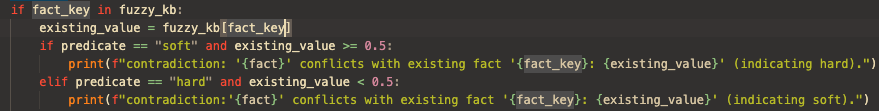 if fact_key in fuzzy_kb:
existing_value = fuzzy_kb[fact_key]
if predicate == "soft" and existing_value >= 0.5:
print(f"contradiction: '{fact}' conflicts with existing fact '{fact_key}: {existing_value}' (indicating hard).")
elif predicate == "hard" and existing_value < 0.5:
print(f"contradiction:'{fact}' conflicts with existing fact '{fact_key}: {existing_value}' (indicating soft).")